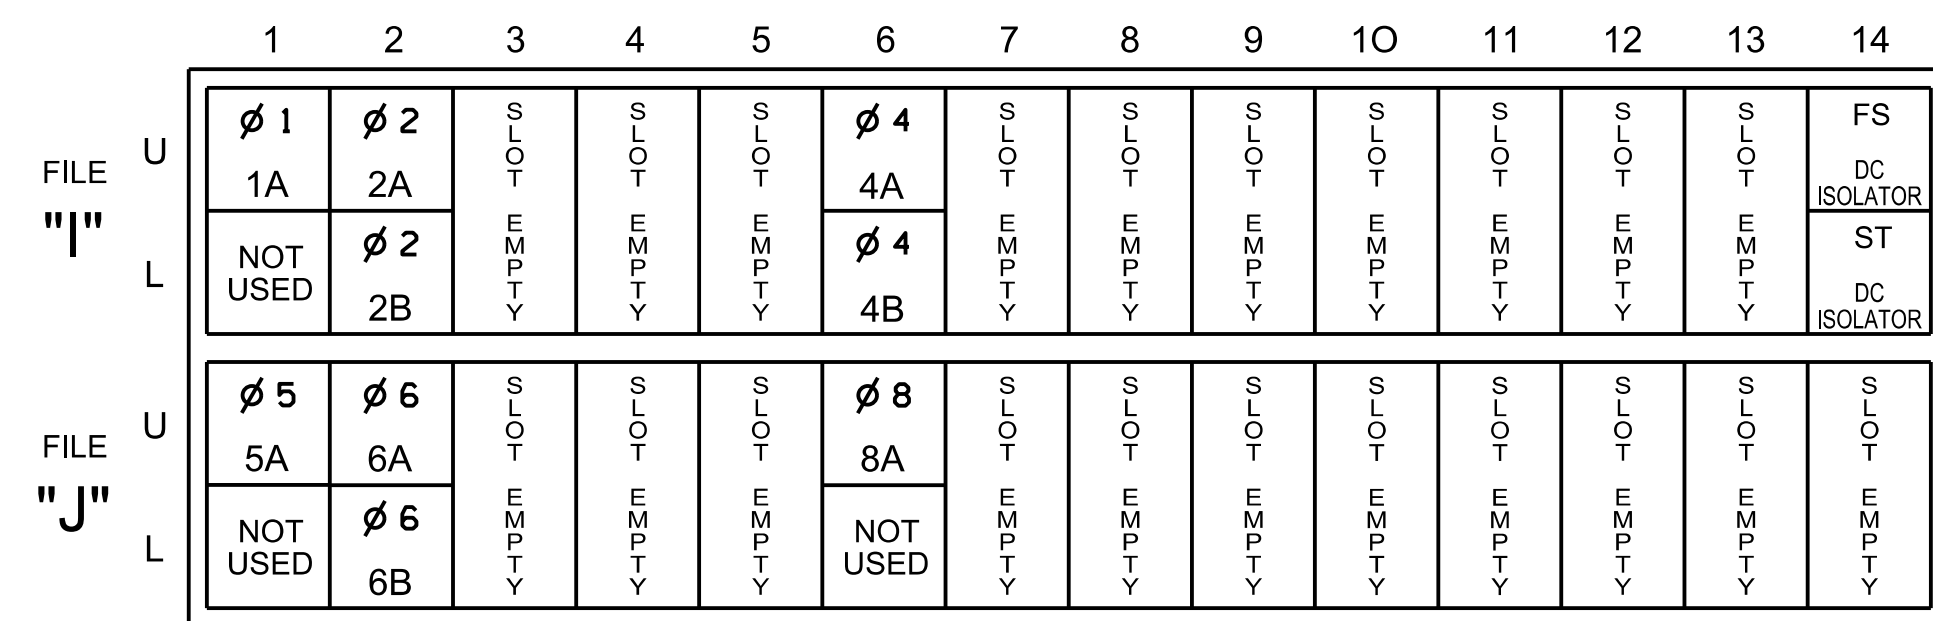 1 2 3 4 5 6 7 8 9 10 11 12 13 14
FILE "I"
U
Ø 1 Ø 2 SLOT EMPTY SLOT EMPTY SLOT EMPTY Ø 4 SLOT EMPTY SLOT EMPTY SLOT EMPTY SLOT EMPTY SLOT EMPTY SLOT EMPTY SLOT EMPTY FS
1A 2A 4A DC ISOLATOR
L
NOT USED Ø 2 Ø 4 ST
2B 4B DC ISOLATOR
FILE "J"
U
Ø 5 Ø 6 SLOT EMPTY SLOT EMPTY SLOT EMPTY Ø 8 SLOT EMPTY SLOT EMPTY SLOT EMPTY SLOT EMPTY SLOT EMPTY SLOT EMPTY SLOT EMPTY SLOT EMPTY
5A 6A 8A
L
NOT USED Ø 6 NOT USED
6B